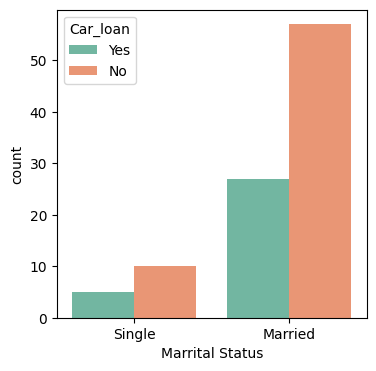 Car_loan
Yes
No
50
40
30
20
10
0
count
Single
Married
Marrital Status